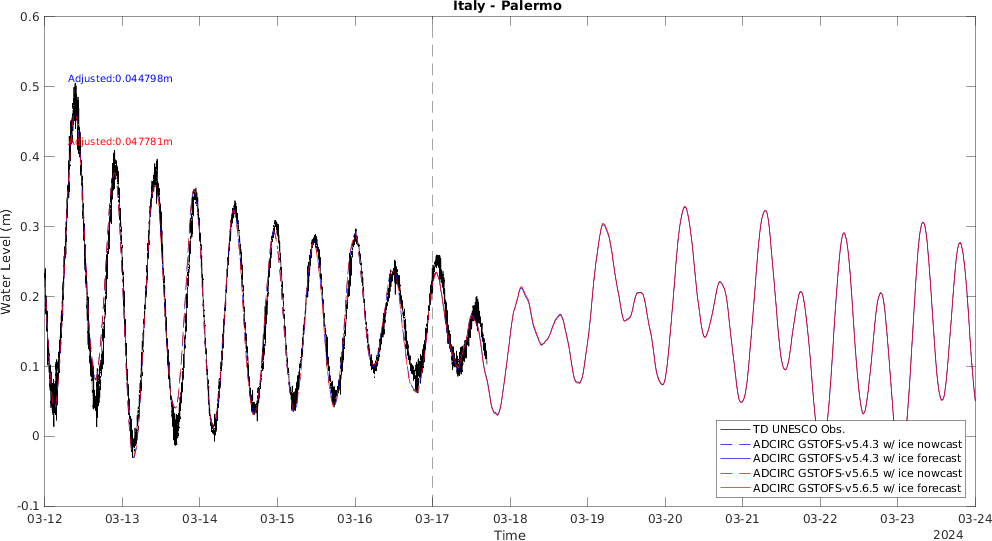 Italy - Palermo
0.6
0.5
0.4
0.3
0.2
0.1
0
-0.1
Water Level (m)
Adjusted:0.044798m
Adjusted:0.047781m
TD UNESCO Obs.
ADCIRC GSTOFS-v5.4.3 w/ ice nowcast
ADCIRC GSTOFS-v5.4.3 w/ ice forecast
ADCIRC GSTOFS-v5.6.5 w/ ice nowcast
ADCIRC GSTOFS-v5.6.5 w/ ice forecast
03-12 03-13 03-14 03-15 03-16 03-17 03-18 03-19 03-20 03-21 03-22 03-23 03-24
Time
2024